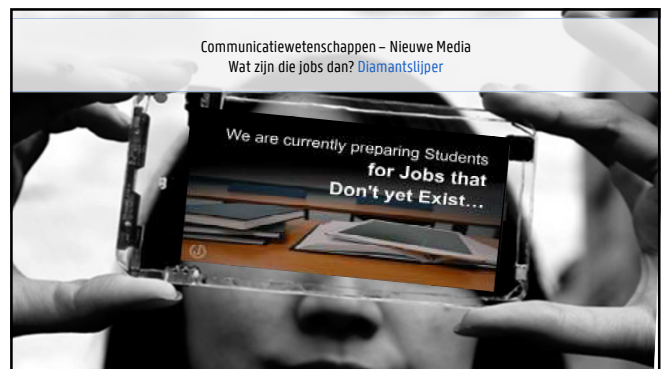 Communicatiewetenschappen – Nieuwe Media
Wat zijn die jobs dan? Diamantslijper
We are currently preparing Students
for Jobs that
Don't yet Exist...